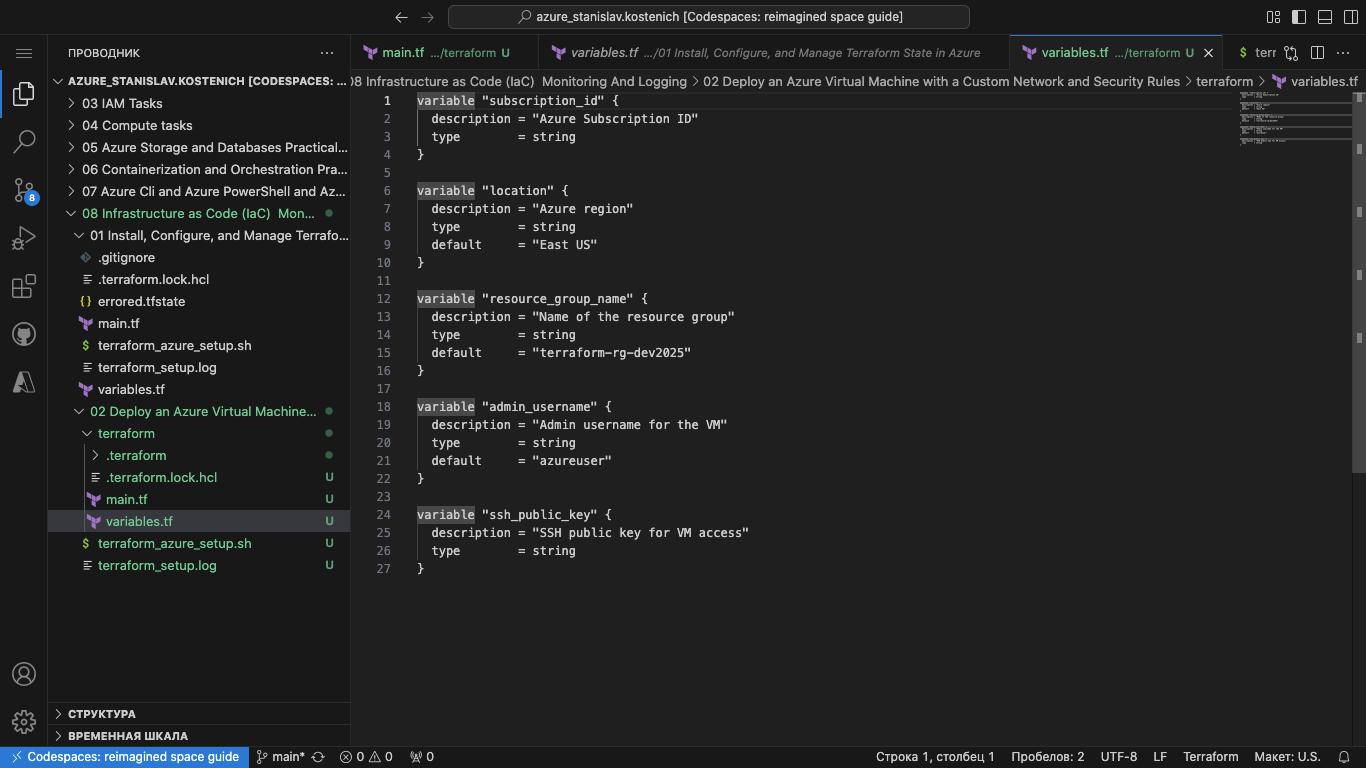 azure_stanislav.kostenich [Codespaces: reimagined space guide]
ПРОВОДНИК
AZURE_STANISLAV.KOSTENICH [CODESPACES: ...
03 IAM Tasks
04 Compute tasks
05 Azure Storage and Databases Practical...
06 Containerization and Orchestration Pra...
07 Azure Cli and Azure PowerShell and Az...
08 Infrastructure as Code (IaC) Mon...
01 Install, Configure, and Manage Terrafo...
.gitignore
.terraform.lock.hcl
{} errored.tfstate
main.tf
$ terraform_azure_setup.sh
terraform_setup.log
variables.tf
02 Deploy an Azure Virtual Machine...
terraform
.terraform
.terraform.lock.hcl U
main.tf U
variables.tf U
$ terraform_azure_setup.sh U
terraform_setup.log U
СТРУКТУРА
ВРЕМЕННАЯ ШКАЛА
8
main.tf .../terraform U
variables.tf .../01 Install, Configure, and Manage Terraform State in Azure
variables.tf .../terraform U
$ terr
08 Infrastructure as Code (IaC) Monitoring And Logging > 02 Deploy an Azure Virtual Machine with a Custom Network and Security Rules > terraform > variables.tf
1 variable "subscription_id" {
2 description = "Azure Subscription ID"
3 type = string
4 }
5
6 variable "location" {
7 description = "Azure region"
8 type = string
9 default = "East US"
10 }
11
12 variable "resource_group_name" {
13 description = "Name of the resource group"
14 type = string
15 default = "terraform-rg-dev2025"
16 }
17
18 variable "admin_username" {
19 description = "Admin username for the VM"
20 type = string
21 default = "azureuser"
22 }
23
24 variable "ssh_public_key" {
25 description = "SSH public key for VM access"
26 type = string
27 }
Codespaces: reimagined space guide main* 0 0 0 Строка 1, столбец 1 Пробелов: 2 UTF-8 LF Terraform Макет: U.S.